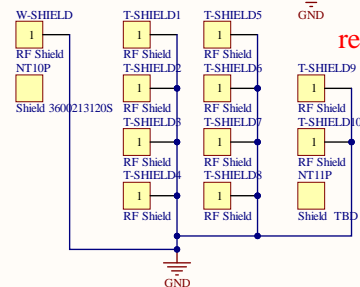 GND
re
W-SHIELD
1
RF Shield
NT10P
Shield 3600213120S
T-SHIELD1
1
RF Shield
T-SHIELD2
1
RF Shield
T-SHIELD3
1
RF Shield
T-SHIELD4
1
RF Shield
T-SHIELD5
1
RF Shield
T-SHIELD6
1
RF Shield
T-SHIELD7
1
RF Shield
T-SHIELD8
1
RF Shield
T-SHIELD9
1
RF Shield
T-SHIELD10
1
RF Shield
NT11P
Shield TBD
GND